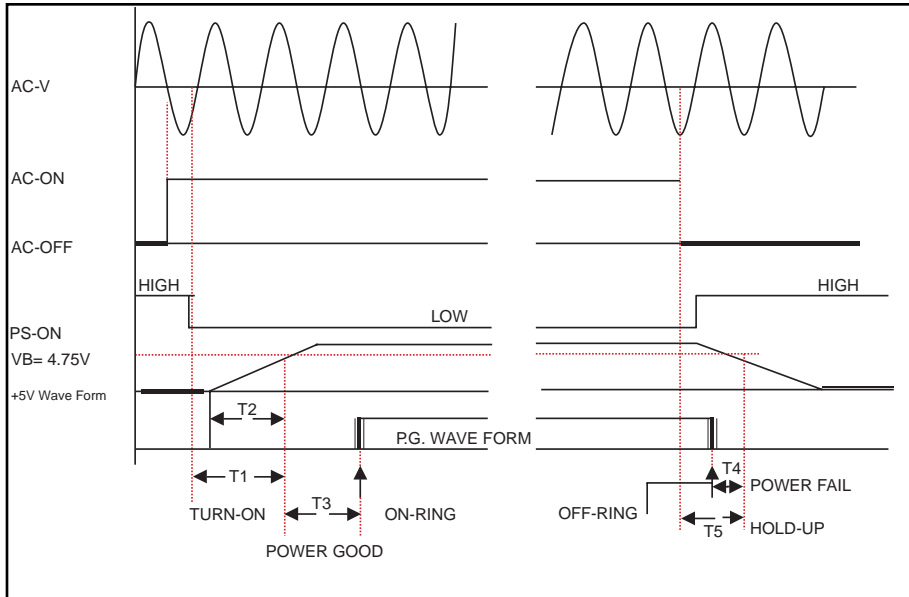 AC-V
AC-ON
AC-OFF
HIGH
HIGH
LOW
PS-ON
VB= 4.75V
+5V Wave Form
T2
P.G. WAVE FORM
T1
T3
T4
POWER FAIL
TURN-ON
ON-RING
OFF-RING
T5
HOLD-UP
POWER GOOD